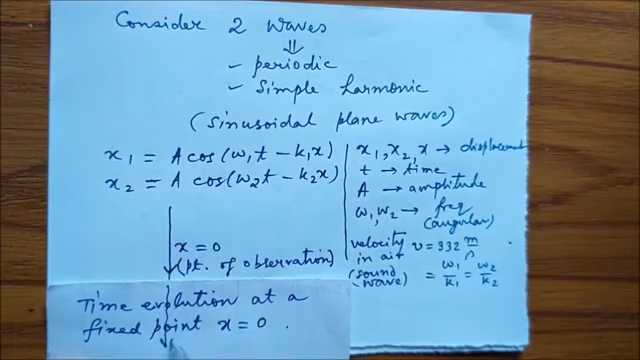 Consider 2 waves
⇓
- periodic
- Simple harmonic
(Sinusoidal plane waves)
x₁ = A cos(ω₁t − k₁x)
x₂ = A cos(ω₂t − k₂x)
x = 0
(pt. of observation)
x₁, x₂, x → displacement
t → time
A → amplitude
ω₁, ω₂ → freq
(angular)
velocity in air (sound wave) v = 332 m/s
= ω₁/k₁ = ω₂/k₂
Time evolution at a
fixed point x = 0.